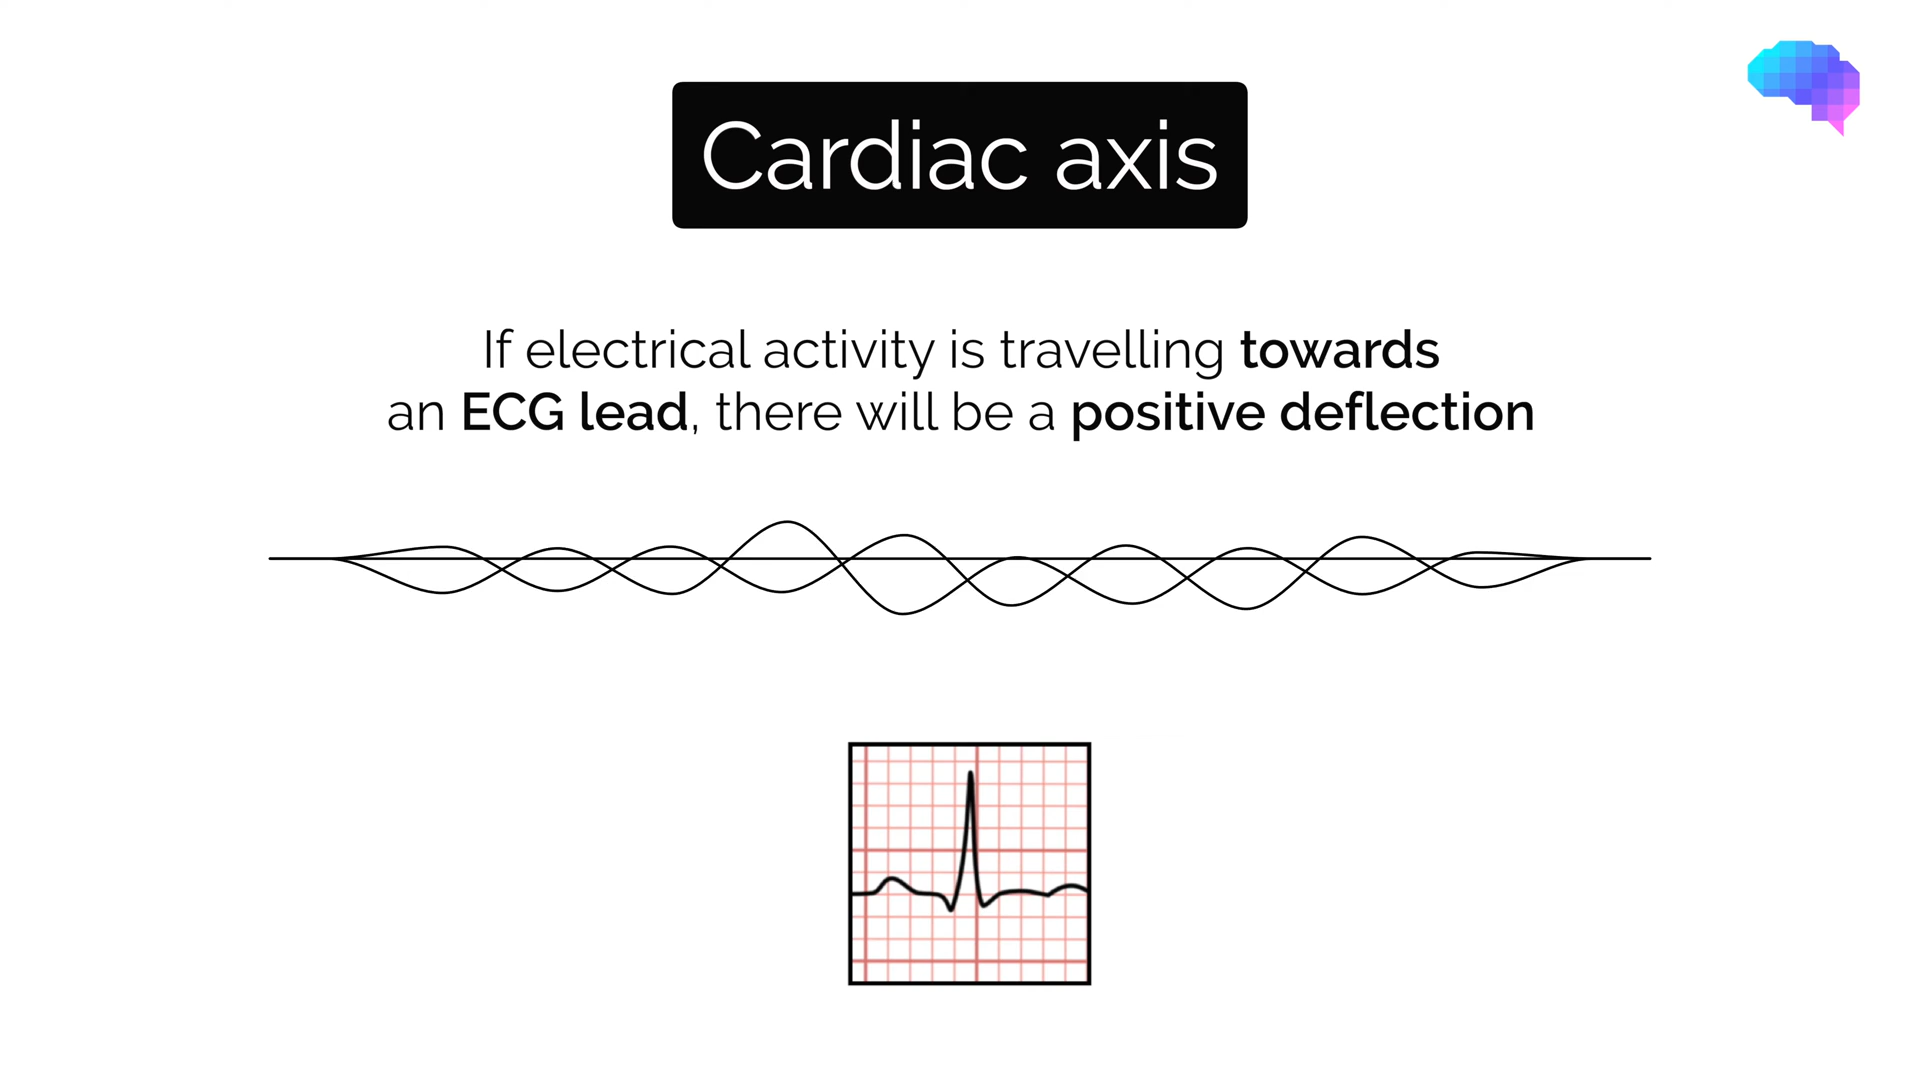 Cardiac axis
If electrical activity is travelling towards
an ECG lead, there will be a positive deflection